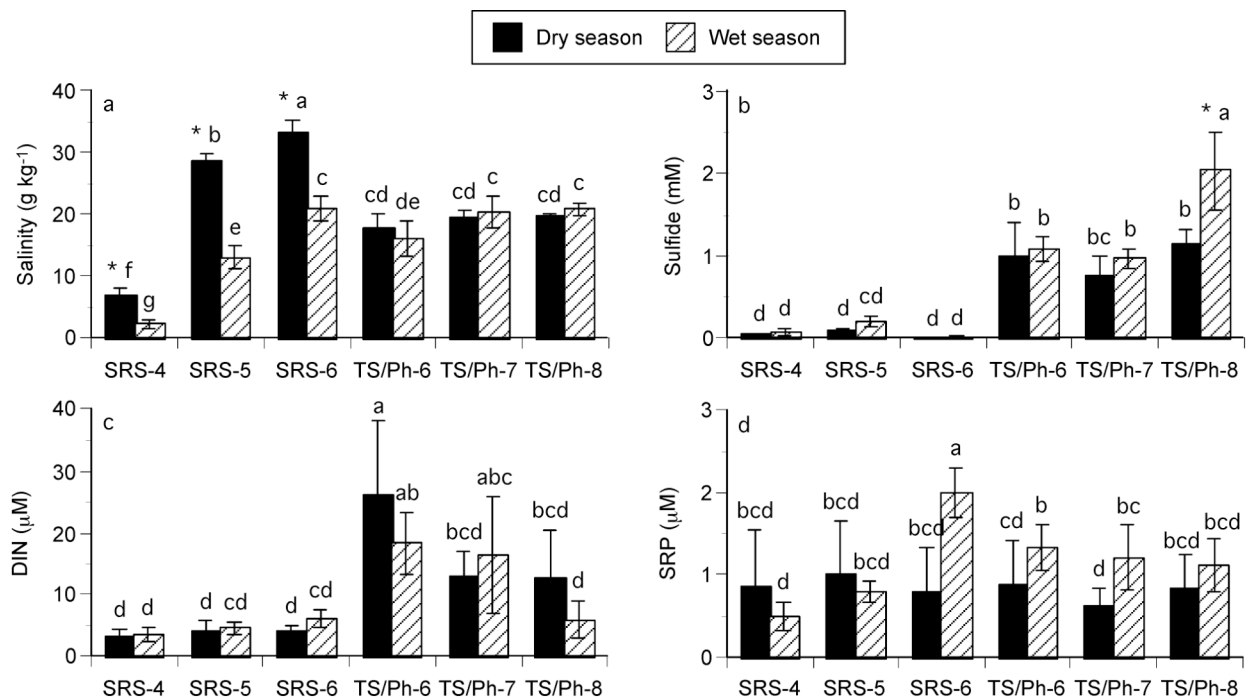 Dry season Wet season
a
Salinity (g kg-1)
40
30
20
10
0
* f
g
* b
e
* a
c
cd
de
cd
c
cd
c
SRS-4 SRS-5 SRS-6 TS/Ph-6 TS/Ph-7 TS/Ph-8
b
Sulfide (mM)
3
2
1
0
d
d
d
cd
d
d
b
b
bc
b
b
* a
SRS-4 SRS-5 SRS-6 TS/Ph-6 TS/Ph-7 TS/Ph-8
c
DIN (μM)
40
30
20
10
0
d
d
d
cd
d
cd
a
ab
bcd
abc
bcd
d
SRS-4 SRS-5 SRS-6 TS/Ph-6 TS/Ph-7 TS/Ph-8
d
SRP (μM)
3
2
1
0
bcd
d
bcd
bcd
bcd
a
cd
b
d
bc
bcd
bcd
SRS-4 SRS-5 SRS-6 TS/Ph-6 TS/Ph-7 TS/Ph-8